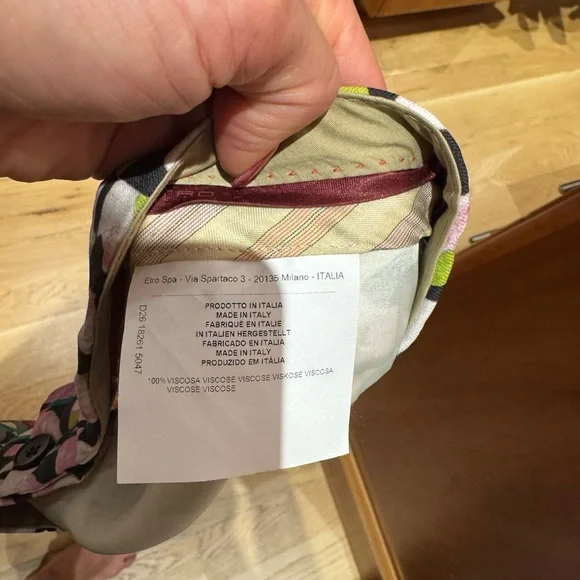 Etro Spa - Via Spartaco 3 - 20135 Milano - ITALIA
PRODOTTO IN ITALIA
MADE IN ITALY
FABRIQUÉ EN ITALIE
IN ITALIEN HERGESTELLT
FABRICADO EN ITALIA
MADE IN ITALY
PRODUZIDO EM ITÁLIA
100% VISCOSA VISCOSE VISCOSE VISKOSE VISCOSA
VISCOSE VISCOSE
D26 18261 5047